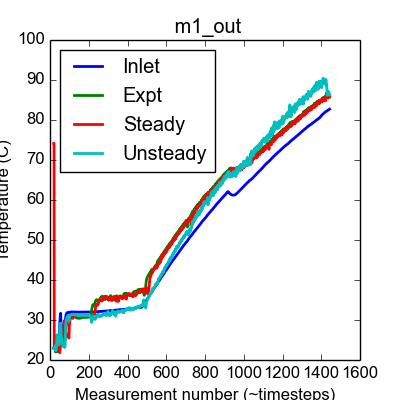 m1_out
100
90
80
70
60
50
40
30
20
Temperature (C)
Inlet
Expt
Steady
Unsteady
0 200 400 600 800 1000 1200 1400 1600
Measurement number (~timesteps)